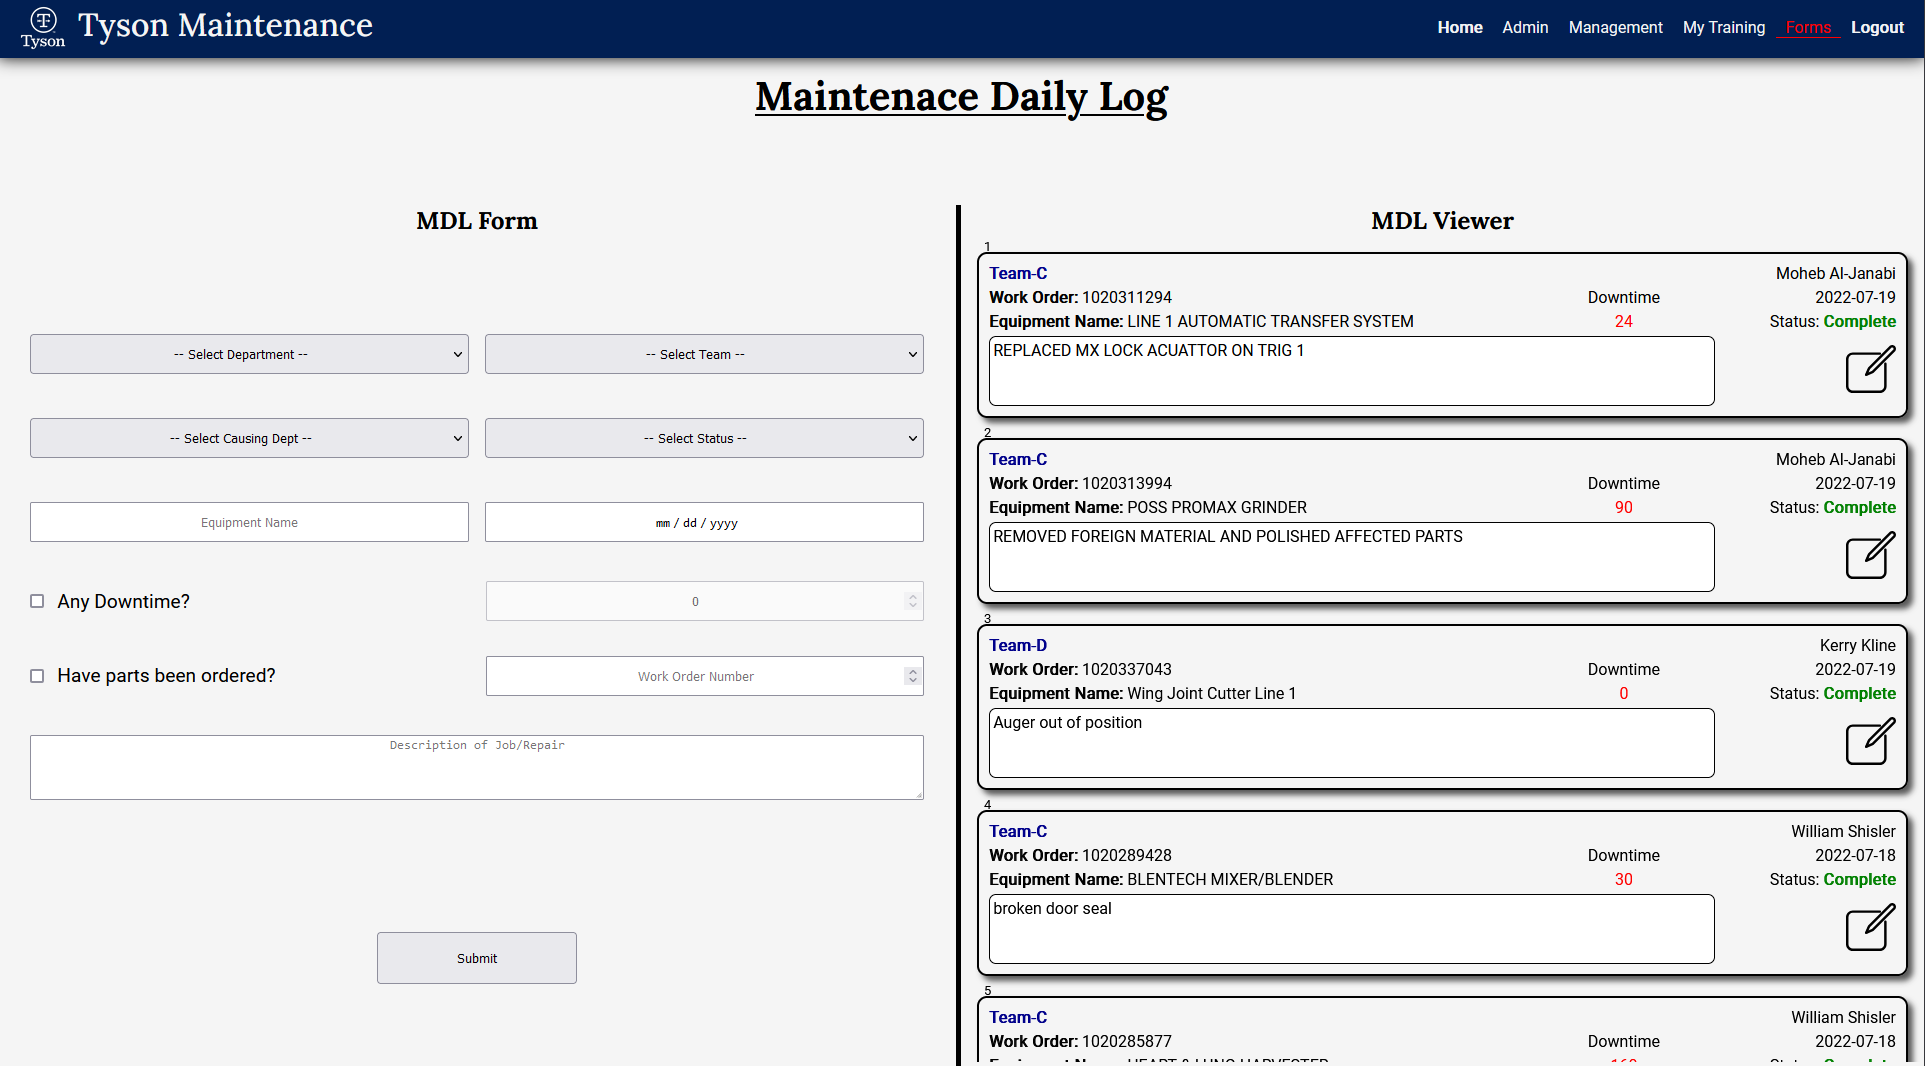 Tyson
Tyson Maintenance
Home Admin Management My Training Forms Logout
Maintenace Daily Log
MDL Form
-- Select Department --
-- Select Team --
-- Select Causing Dept --
-- Select Status --
Equipment Name
mm / dd / yyyy
Any Downtime?
0
Have parts been ordered?
Work Order Number
Description of Job/Repair
Submit
MDL Viewer
1
Team-C Moheb Al-Janabi
Work Order: 1020311294 Downtime 2022-07-19
Equipment Name: LINE 1 AUTOMATIC TRANSFER SYSTEM 24 Status: Complete
REPLACED MX LOCK ACUATTOR ON TRIG 1
2
Team-C Moheb Al-Janabi
Work Order: 1020313994 Downtime 2022-07-19
Equipment Name: POSS PROMAX GRINDER 90 Status: Complete
REMOVED FOREIGN MATERIAL AND POLISHED AFFECTED PARTS
3
Team-D Kerry Kline
Work Order: 1020337043 Downtime 2022-07-19
Equipment Name: Wing Joint Cutter Line 1 0 Status: Complete
Auger out of position
4
Team-C William Shisler
Work Order: 1020289428 Downtime 2022-07-18
Equipment Name: BLENTECH MIXER/BLENDER 30 Status: Complete
broken door seal
5
Team-C William Shisler
Work Order: 1020285877 Downtime 2022-07-18